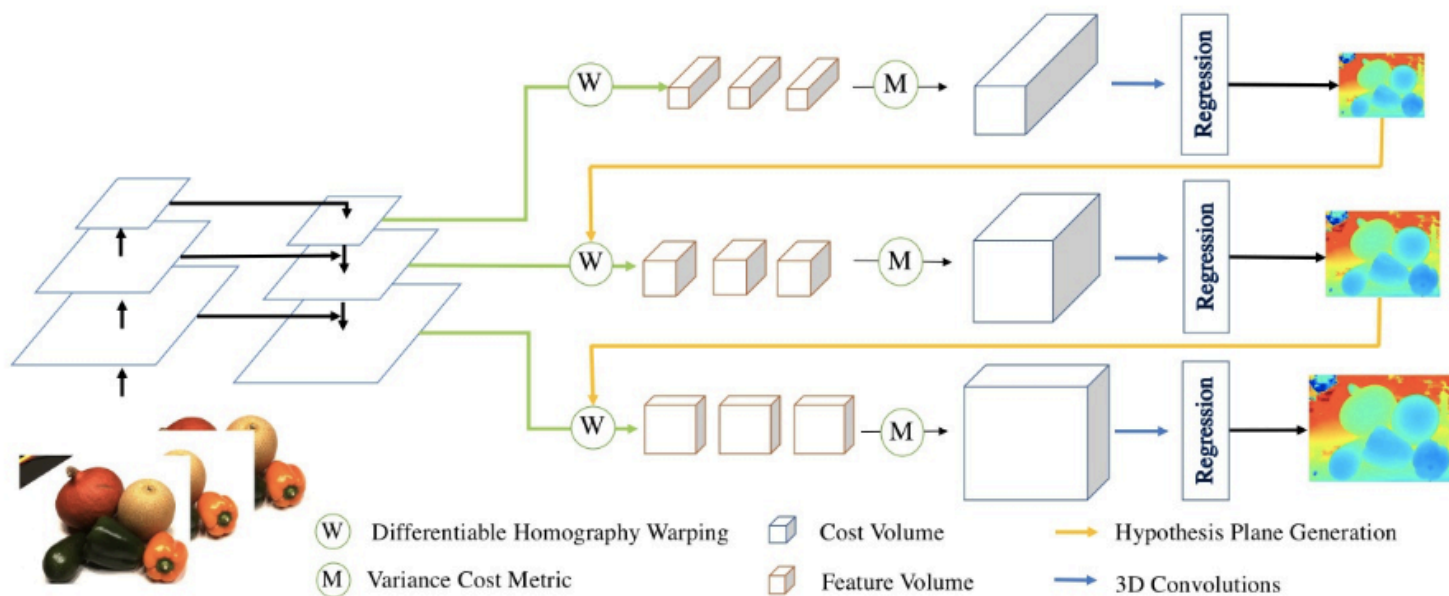 W
M
Regression
W
M
Regression
W
M
Regression
W Differentiable Homography Warping
Cost Volume
Hypothesis Plane Generation
M Variance Cost Metric
Feature Volume
3D Convolutions